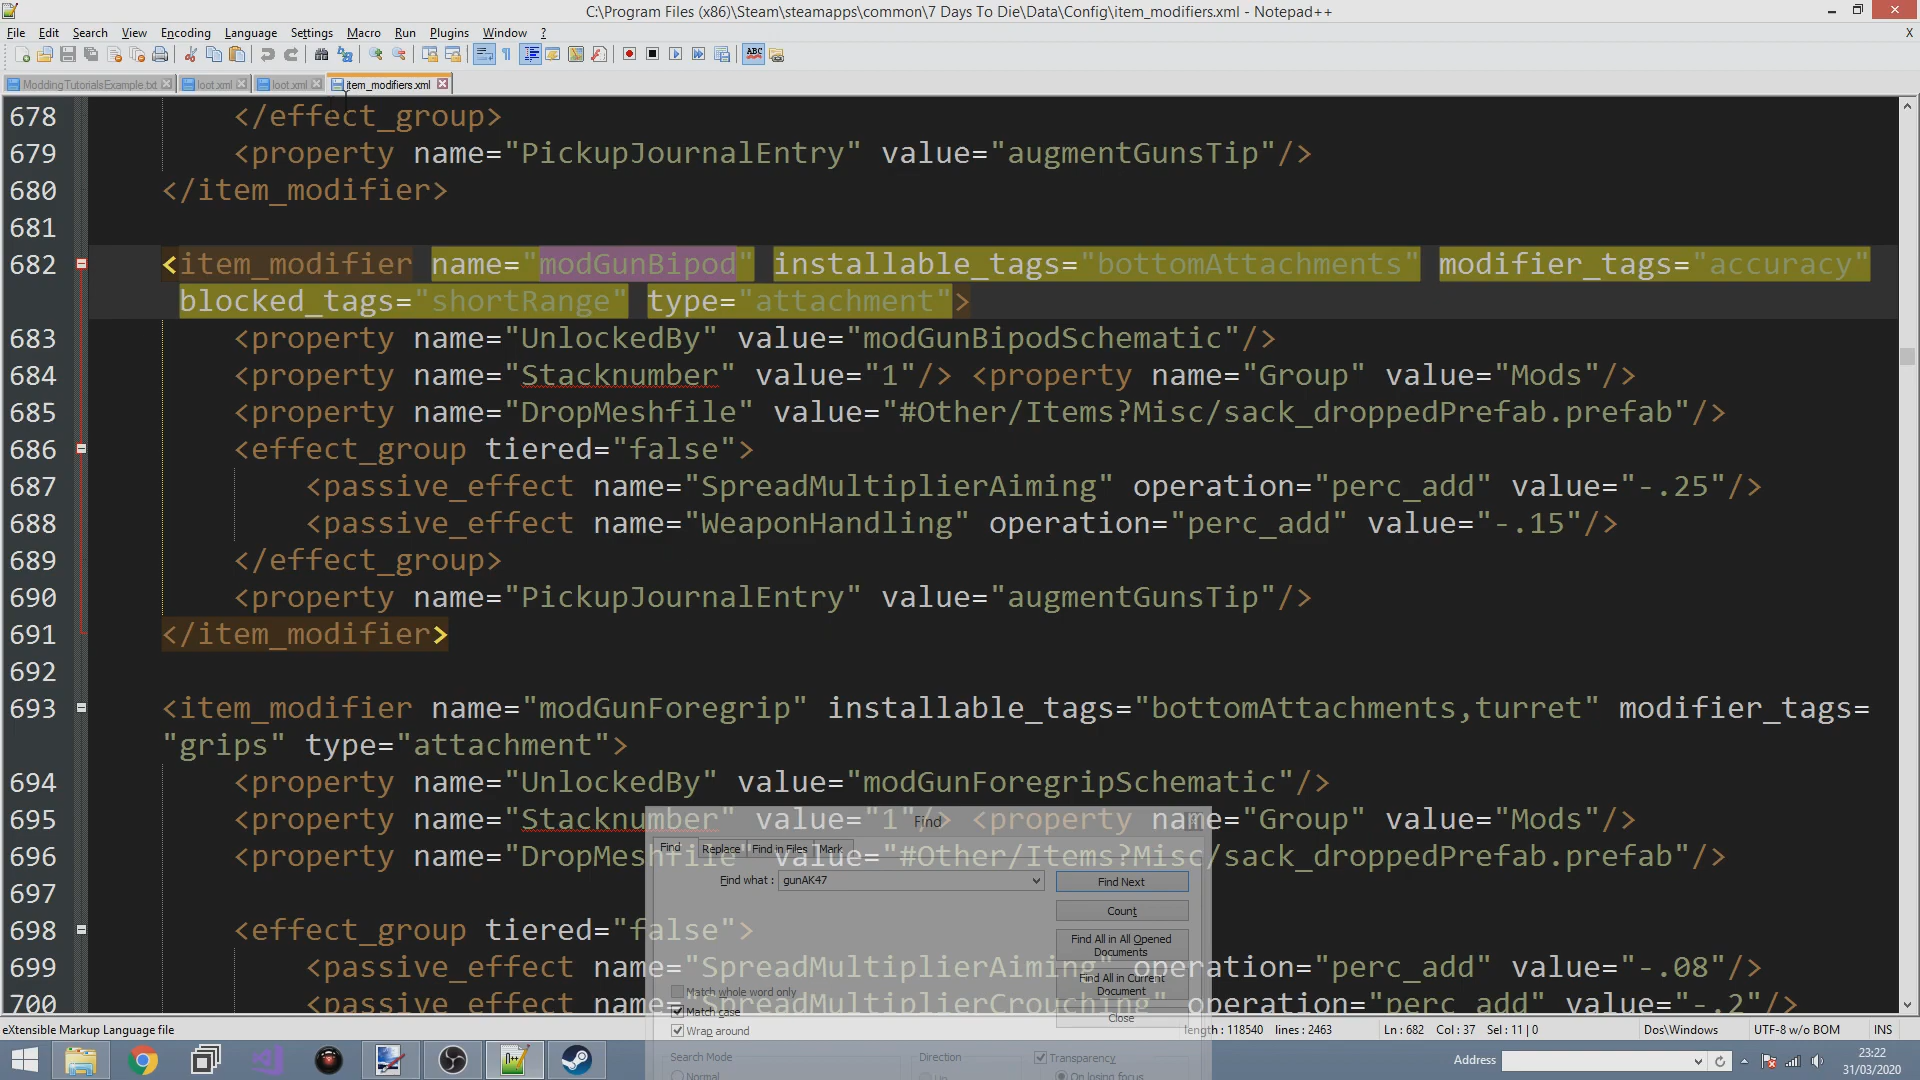 C:\Program Files (x86)\Steam\steamapps\common\7 Days To Die\Data\Config\item_modifiers.xml - Notepad++
File Edit Search View Encoding Language Settings Macro Run Plugins Window ? X
ModdingTutorialsExample.txt loot.xml loot.xml item_modifiers.xml
678 </effect_group>
679 <property name="PickupJournalEntry" value="augmentGunsTip"/>
680 </item_modifier>
681
682 <item_modifier name="modGunBipod" installable_tags="bottomAttachments" modifier_tags="accuracy"
blocked_tags="shortRange" type="attachment">
683 <property name="UnlockedBy" value="modGunBipodSchematic"/>
684 <property name="Stacknumber" value="1"/> <property name="Group" value="Mods"/>
685 <property name="DropMeshfile" value="#Other/Items?Misc/sack_droppedPrefab.prefab"/>
686 <effect_group tiered="false">
687 <passive_effect name="SpreadMultiplierAiming" operation="perc_add" value="-.25"/>
688 <passive_effect name="WeaponHandling" operation="perc_add" value="-.15"/>
689 </effect_group>
690 <property name="PickupJournalEntry" value="augmentGunsTip"/>
691 </item_modifier>
692
693 <item_modifier name="modGunForegrip" installable_tags="bottomAttachments,turret" modifier_tags=
"grips" type="attachment">
694 <property name="UnlockedBy" value="modGunForegripSchematic"/>
695 <property name="Stacknumber" value="1"/> <property name="Group" value="Mods"/>
696 <property name="DropMeshfile" value="#Other/Items?Misc/sack_droppedPrefab.prefab"/>
697
698 <effect_group tiered="false">
699 <passive_effect name="SpreadMultiplierAiming" operation="perc_add" value="-.08"/>
700 <passive_effect name="SpreadMultiplierCrouching" operation="perc_add" value="-.2"/>
Find
Find Replace Find in Files Mark
Find what : gunAK47 Find Next
Count
Find All in All Opened
Documents
Find All in Current
Document
Match whole word only
Match case
Close
Wrap around
Search Mode Direction Transparency
Normal Up On losing focus
eXtensible Markup Language file length : 118540 lines : 2463 Ln : 682 Col : 37 Sel : 11 | 0 Dos\Windows UTF-8 w/o BOM INS
Address
23:22
31/03/2020